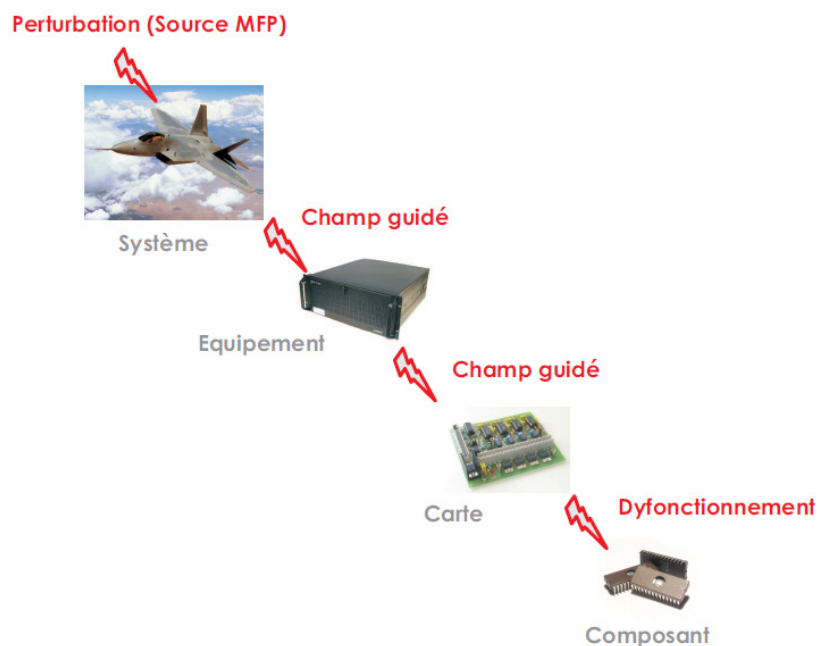 Perturbation (Source MFP)
Système
Champ guidé
Equipement
Champ guidé
Carte
Dyfonctionnement
Composant